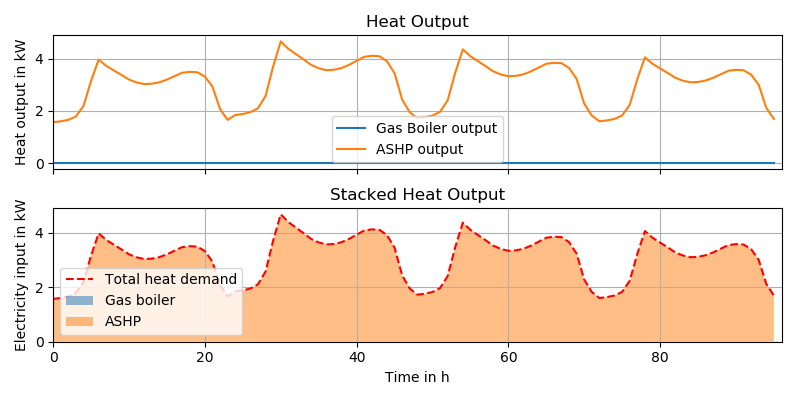 Heat Output
Heat output in kW
4
2
0
Gas Boiler output
ASHP output
Stacked Heat Output
Electricity input in kW
4
2
0
Total heat demand
Gas boiler
ASHP
0 20 40 60 80
Time in h